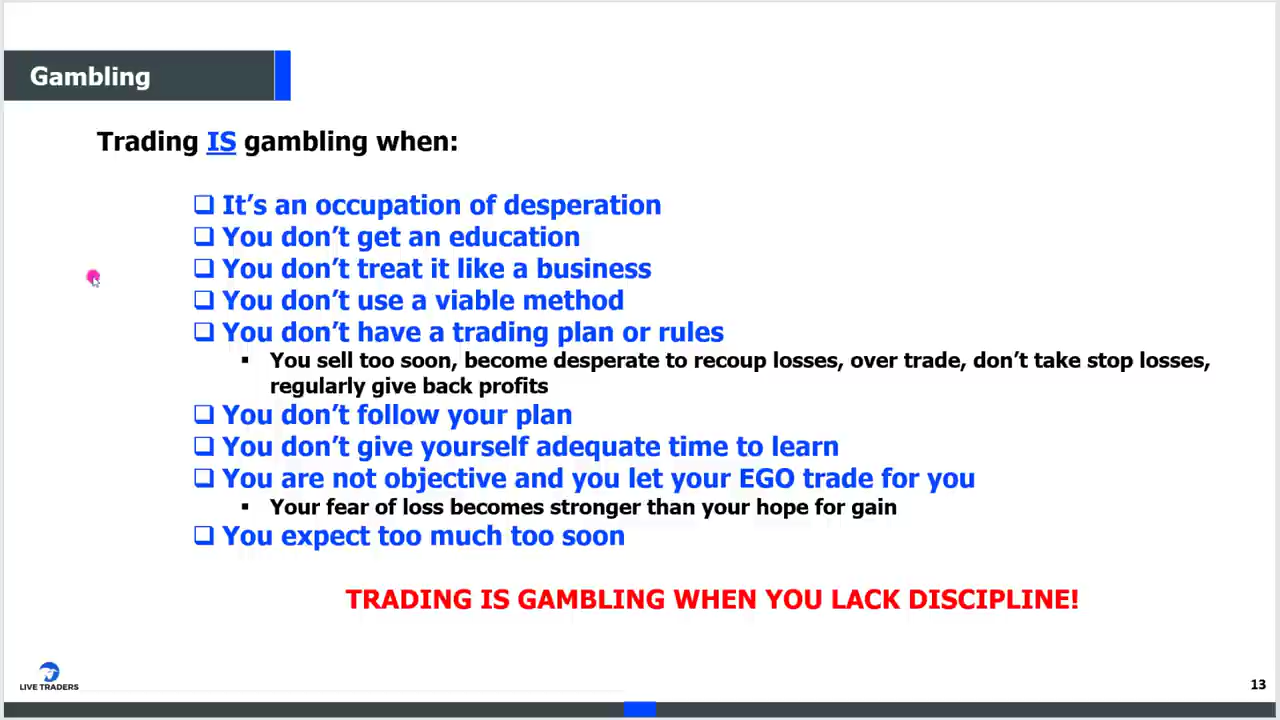 Gambling
Trading IS gambling when:
❑ It’s an occupation of desperation
❑ You don’t get an education
❑ You don’t treat it like a business
❑ You don’t use a viable method
❑ You don’t have a trading plan or rules
▪ You sell too soon, become desperate to recoup losses, over trade, don’t take stop losses,
regularly give back profits
❑ You don’t follow your plan
❑ You don’t give yourself adequate time to learn
❑ You are not objective and you let your EGO trade for you
▪ Your fear of loss becomes stronger than your hope for gain
❑ You expect too much too soon
TRADING IS GAMBLING WHEN YOU LACK DISCIPLINE!
LIVE TRADERS
13